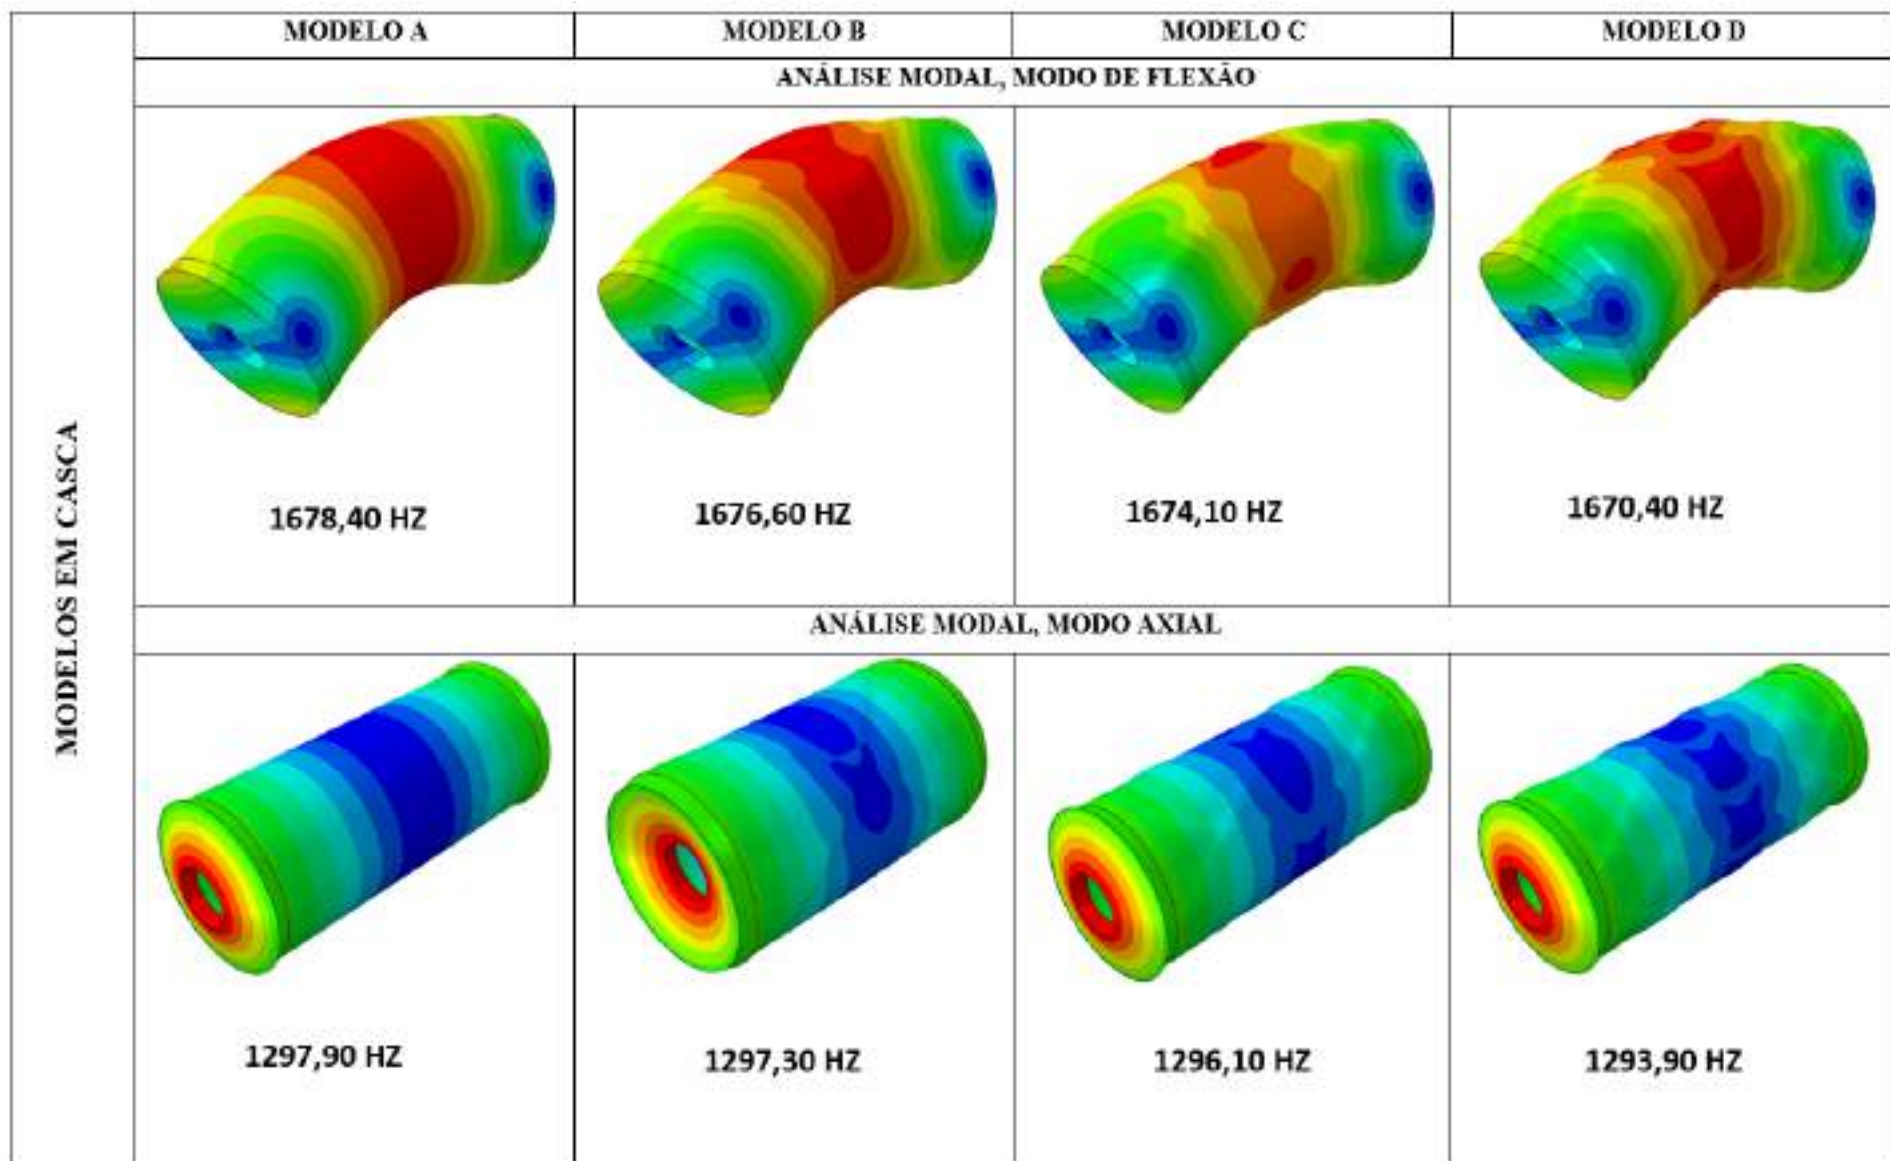 MODELO A
MODELO B
MODELO C
MODELO D
ANÁLISE MODAL, MODO DE FLEXÃO
MODELOS EM CASCA
1678,40 HZ
1676,60 HZ
1674,10 HZ
1670,40 HZ
ANÁLISE MODAL, MODO AXIAL
1297,90 HZ
1297,30 HZ
1296,10 HZ
1293,90 HZ